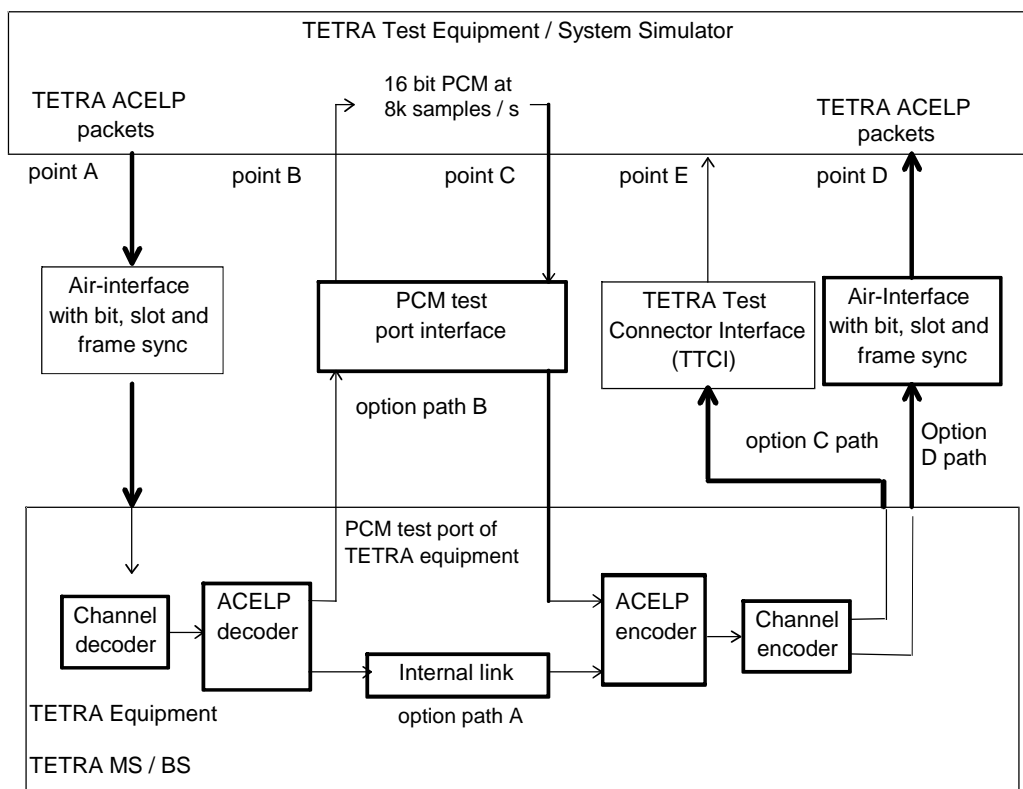 TETRA Test Equipment / System Simulator
16 bit PCM at
8k samples / s
TETRA ACELP
packets
TETRA ACELP
packets
point A
point B
point C
point E
point D
Air-interface
with bit, slot and
frame sync
PCM test
port interface
TETRA Test
Connector Interface
(TTCI)
Air-Interface
with bit, slot and
frame sync
option path B
option C path
Option
D path
PCM test port of
TETRA equipment
Channel
decoder
ACELP
decoder
Internal link
option path A
ACELP
encoder
Channel
encoder
TETRA Equipment
TETRA MS / BS